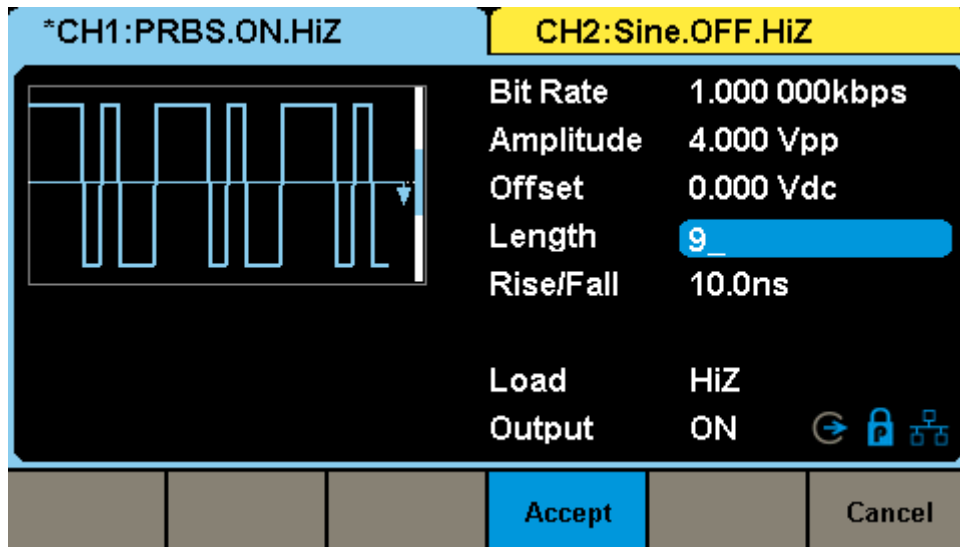 *CH1:PRBS.ON.HiZ CH2:Sine.OFF.HiZ
Bit Rate 1.000 000kbps
Amplitude 4.000 Vpp
Offset 0.000 Vdc
Length 9_
Rise/Fall 10.0ns
Load HiZ
Output ON P
Accept Cancel